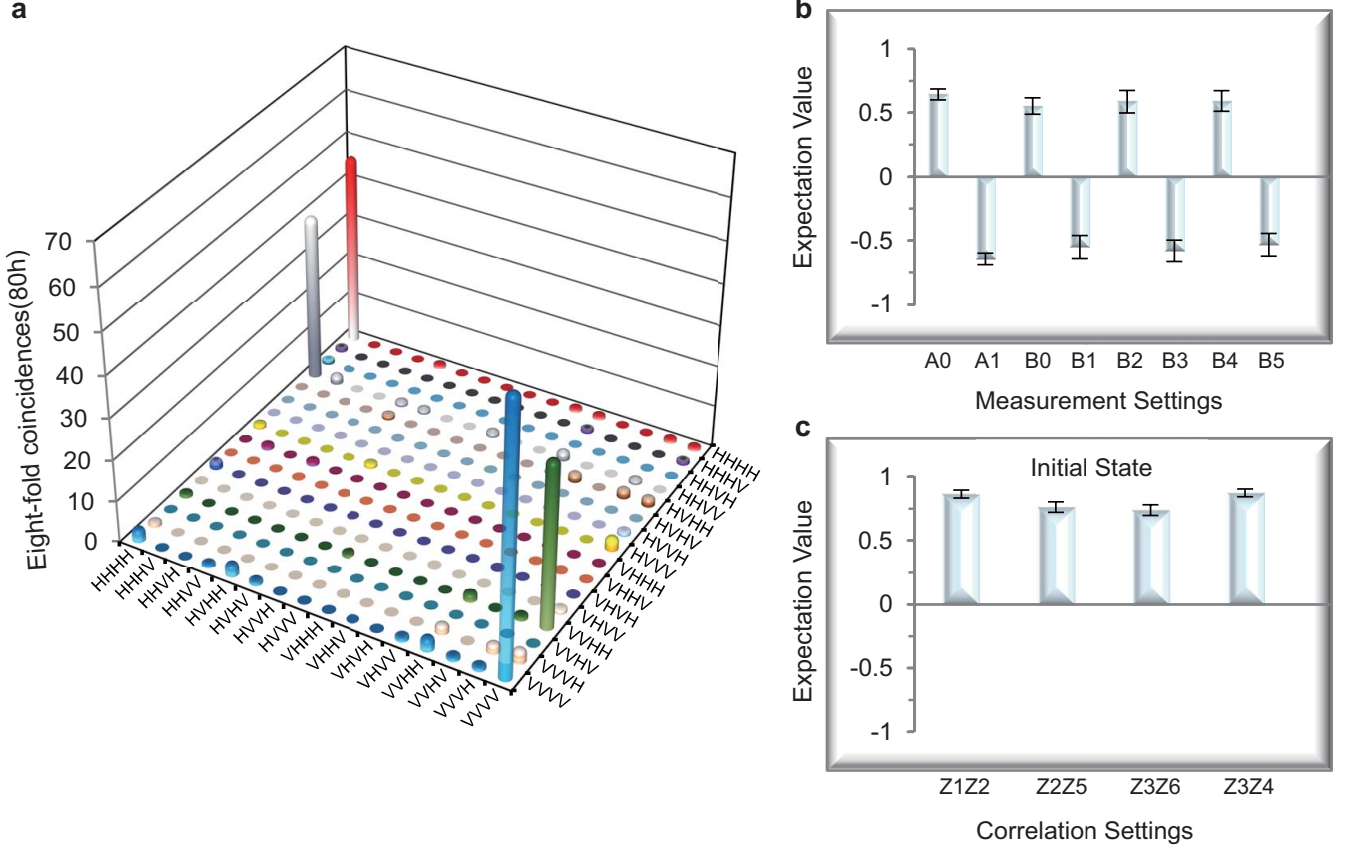 a
Eight-fold coincidences(80h)
70
60
50
40
30
20
10
0
HHHH
HHHV
HHVH
HHVV
HVHH
HVHV
HVVH
HVVV
VHHH
VHHV
VHVH
VHVV
VVHH
VVHV
VVVH
VVVV
HHHH
HHHV
HHVH
HHVV
HVHH
HVHV
HVVH
HVVV
VHHH
VHHV
VHVH
VHVV
VVHH
VVHV
VVVH
VVVV
b
Expectation Value
1
0.5
0
-0.5
-1
A0 A1 B0 B1 B2 B3 B4 B5
Measurement Settings
c
Initial State
Expectation Value
1
0.5
0
-0.5
-1
Z1Z2 Z2Z5 Z3Z6 Z3Z4
Correlation Settings